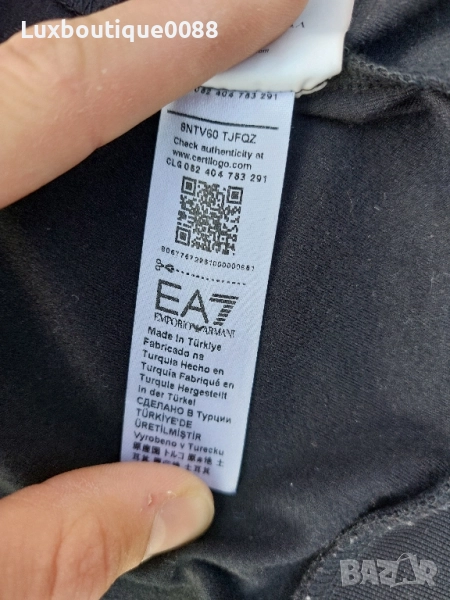 Luxboutique0088
8NTV60 TJFQZ
Check authenticity at
www.certilogo.com
CLG 082 404 783 291
EA7
EMPORIO ARMANI
Made in Türkiye
Fabricado na
Turquia Hecho en
Turquía Fabriqué en
Turquie Hergestellt
in der Türkei
СДЕЛАНО В Турции
TÜRKİYE'DE
ÜRETİLMİŞTİR
Vyrobeno v Turecku
bazar